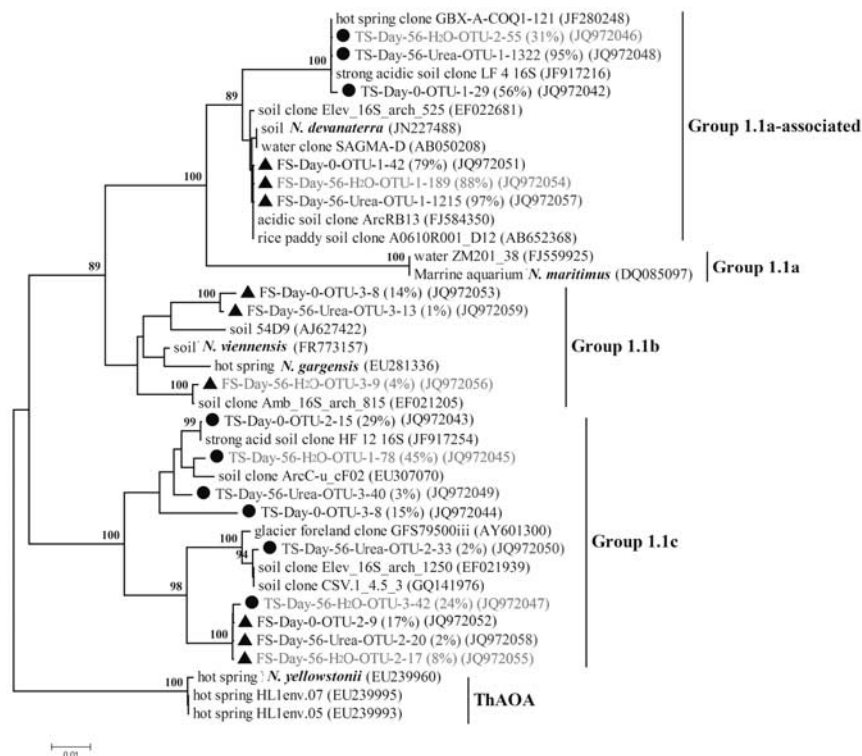 hot spring clone GBX-A-COQ1-121 (JF280248)
TS-Day-56-H2O-OTU-2-55 (31%) (JQ972046)
100
TS-Day-56-Urea-OTU-1-1322 (95%) (JQ972048)
strong acidic soil clone LF 4 16S (JF917216)
TS-Day-0-OTU-1-29 (56%) (JQ972042)
89
soil clone Elev_16S_arch_525 (EF022681)
Group 1.1a-associated
soil N. devanaterra (JN227488)
water clone SAGMA-D (AB050208)
FS-Day-0-OTU-1-42 (79%) (JQ972051)
100
FS-Day-56-H2O-OTU-1-189 (88%) (JQ972054)
FS-Day-56-Urea-OTU-1-1215 (97%) (JQ972057)
acidic soil clone ArcRB13 (FJ584350)
rice paddy soil clone A0610R001_D12 (AB652368)
100
water ZM201_38 (FJ559925)
Group 1.1a
Marrine aquarium N. maritimus (DQ085097)
89
100
FS-Day-0-OTU-3-8 (14%) (JQ972053)
FS-Day-56-Urea-OTU-3-13 (1%) (JQ972059)
soil 54D9 (AJ627422)
soil N. viennensis (FR773157)
Group 1.1b
hot spring N. gargensis (EU281336)
100
FS-Day-56-H2O-OTU-3-9 (4%) (JQ972056)
soil clone Amb_16S_arch_815 (EF021205)
99
TS-Day-0-OTU-2-15 (29%) (JQ972043)
strong acid soil clone HF 12 16S (JF917254)
TS-Day-56-H2O-OTU-1-78 (45%) (JQ972045)
soil clone ArcC-u_cF02 (EU307070)
TS-Day-56-Urea-OTU-3-40 (3%) (JQ972049)
TS-Day-0-OTU-3-8 (15%) (JQ972044)
100
100
glacier foreland clone GFS79500iii (AY601300)
Group 1.1c
94
TS-Day-56-Urea-OTU-2-33 (2%) (JQ972050)
soil clone Elev_16S_arch_1250 (EF021939)
98
soil clone CSV.1_4.5_3 (GQ141976)
TS-Day-56-H2O-OTU-3-42 (24%) (JQ972047)
FS-Day-0-OTU-2-9 (17%) (JQ972052)
100
FS-Day-56-Urea-OTU-2-20 (2%) (JQ972058)
FS-Day-56-H2O-OTU-2-17 (8%) (JQ972055)
100
hot spring N. yellowstonii (EU239960)
hot spring HL1env.07 (EU239995)
ThAOA
hot spring HL1env.05 (EU239993)
0.01